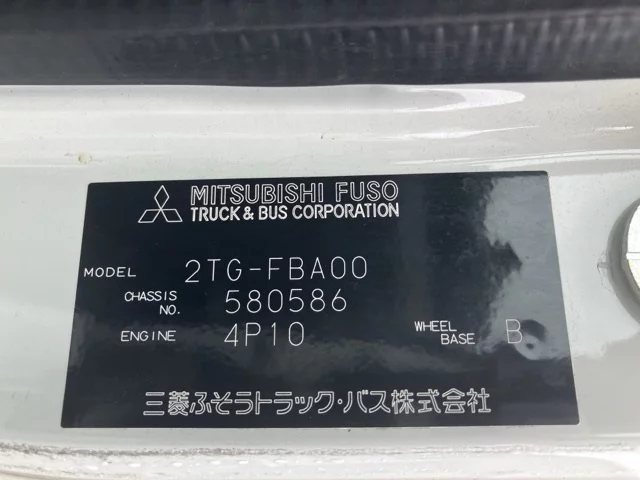 MITSUBISHI FUSO
TRUCK & BUS CORPORATION
MODEL 2TG-FBA00
CHASSIS NO. 580586
ENGINE 4P10 WHEEL BASE B
三菱ふそうトラック・バス株式会社